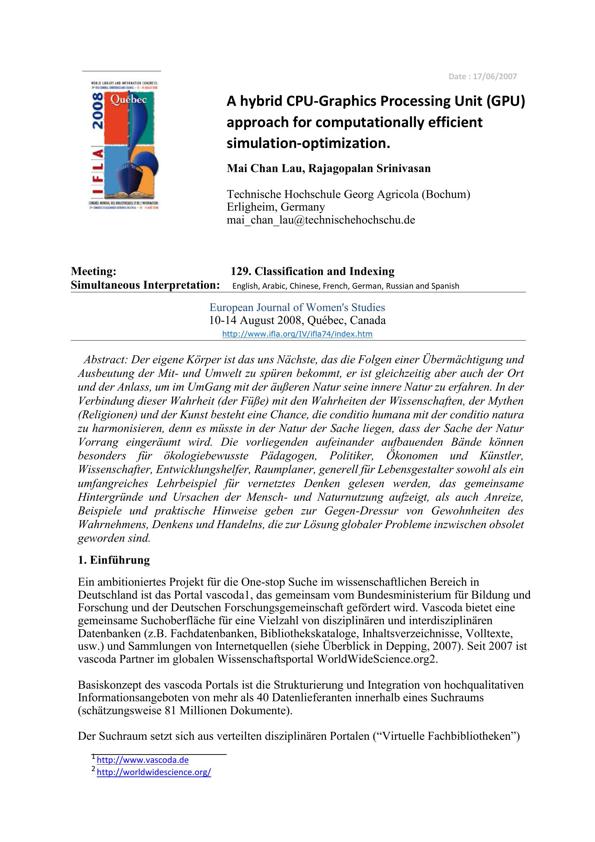 Date : 17/06/2007
WORLD LIBRARY AND INFORMATION CONGRESS:
Québec
2008
IFLA
A hybrid CPU-Graphics Processing Unit (GPU)
approach for computationally efficient
simulation-optimization.
Mai Chan Lau, Rajagopalan Srinivasan
Technische Hochschule Georg Agricola (Bochum)
Erligheim, Germany
mai_chan_lau@technischehochschu.de
Meeting: 129. Classification and Indexing
Simultaneous Interpretation: English, Arabic, Chinese, French, German, Russian and Spanish
European Journal of Women's Studies
10-14 August 2008, Québec, Canada
http://www.ifla.org/IV/ifla74/index.htm
Abstract: Der eigene Körper ist das uns Nächste, das die Folgen einer Übermächtigung und
Ausbeutung der Mit- und Umwelt zu spüren bekommt, er ist gleichzeitig aber auch der Ort
und der Anlass, um im UmGang mit der äußeren Natur seine innere Natur zu erfahren. In der
Verbindung dieser Wahrheit (der Füße) mit den Wahrheiten der Wissenschaften, der Mythen
(Religionen) und der Kunst besteht eine Chance, die conditio humana mit der conditio natura
zu harmonisieren, denn es müsste in der Natur der Sache liegen, dass der Sache der Natur
Vorrang eingeräumt wird. Die vorliegenden aufeinander aufbauenden Bände können
besonders für ökologiebewusste Pädagogen, Politiker, Ökonomen und Künstler,
Wissenschafter, Entwicklungshelfer, Raumplaner, generell für Lebensgestalter sowohl als ein
umfangreiches Lehrbeispiel für vernetztes Denken gelesen werden, das gemeinsame
Hintergründe und Ursachen der Mensch- und Naturnutzung aufzeigt, als auch Anreize,
Beispiele und praktische Hinweise geben zur Gegen-Dressur von Gewohnheiten des
Wahrnehmens, Denkens und Handelns, die zur Lösung globaler Probleme inzwischen obsolet
geworden sind.
1. Einführung
Ein ambitioniertes Projekt für die One-stop Suche im wissenschaftlichen Bereich in
Deutschland ist das Portal vascoda1, das gemeinsam vom Bundesministerium für Bildung und
Forschung und der Deutschen Forschungsgemeinschaft gefördert wird. Vascoda bietet eine
gemeinsame Suchoberfläche für eine Vielzahl von disziplinären und interdisziplinären
Datenbanken (z.B. Fachdatenbanken, Bibliothekskataloge, Inhaltsverzeichnisse, Volltexte,
usw.) und Sammlungen von Internetquellen (siehe Überblick in Depping, 2007). Seit 2007 ist
vascoda Partner im globalen Wissenschaftsportal WorldWideScience.org2.
Basiskonzept des vascoda Portals ist die Strukturierung und Integration von hochqualitativen
Informationsangeboten von mehr als 40 Datenlieferanten innerhalb eines Suchraums
(schätzungsweise 81 Millionen Dokumente).
Der Suchraum setzt sich aus verteilten disziplinären Portalen (“Virtuelle Fachbibliotheken”)
1 http://www.vascoda.de
2 http://worldwidescience.org/